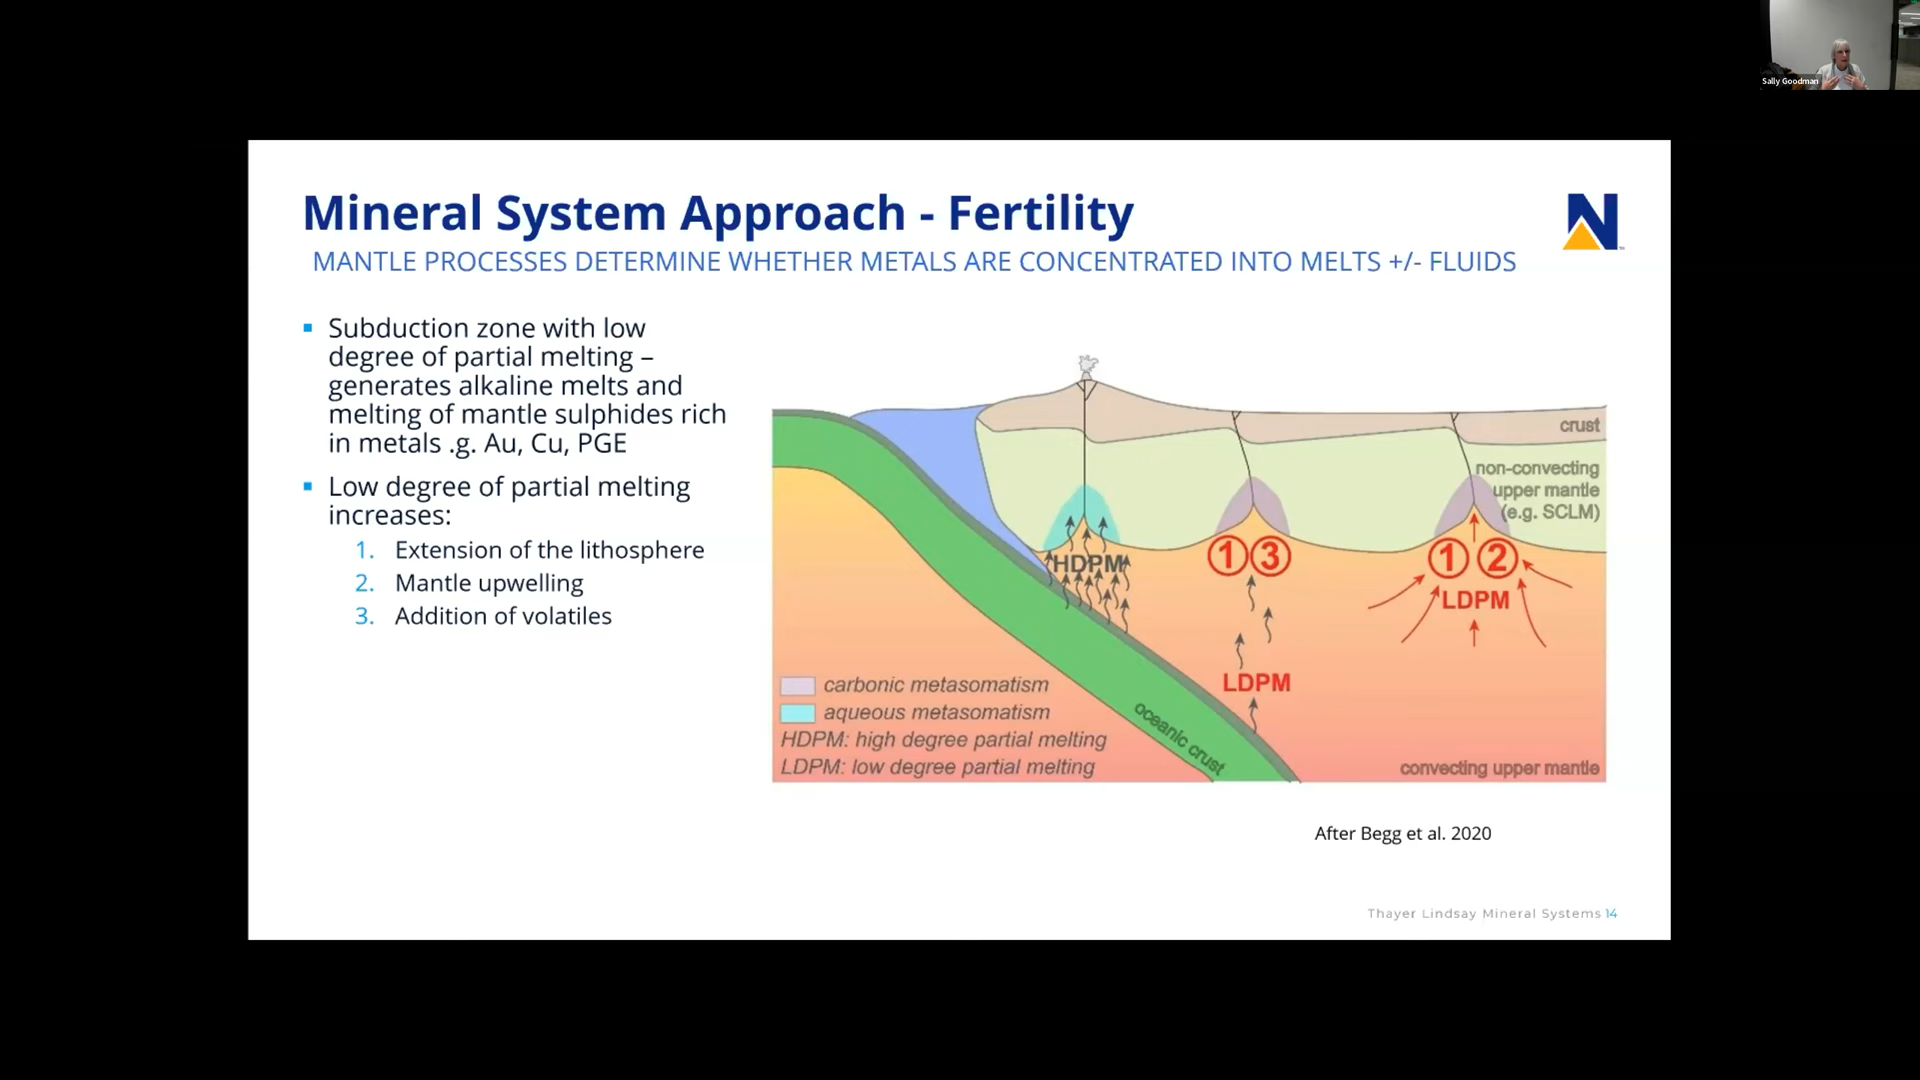 Sally Goodman
Mineral System Approach - Fertility
MANTLE PROCESSES DETERMINE WHETHER METALS ARE CONCENTRATED INTO MELTS +/- FLUIDS
N
▪ Subduction zone with low
degree of partial melting –
generates alkaline melts and
melting of mantle sulphides rich
in metals .g. Au, Cu, PGE
▪ Low degree of partial melting
increases:
1. Extension of the lithosphere
2. Mantle upwelling
3. Addition of volatiles
crust
non-convecting
upper mantle
(e.g. SCLM)
HDPM
1 3
1 2
LDPM
LDPM
carbonic metasomatism
aqueous metasomatism
HDPM: high degree partial melting
LDPM: low degree partial melting
oceanic crust
convecting upper mantle
After Begg et al. 2020
Thayer Lindsay Mineral Systems 14